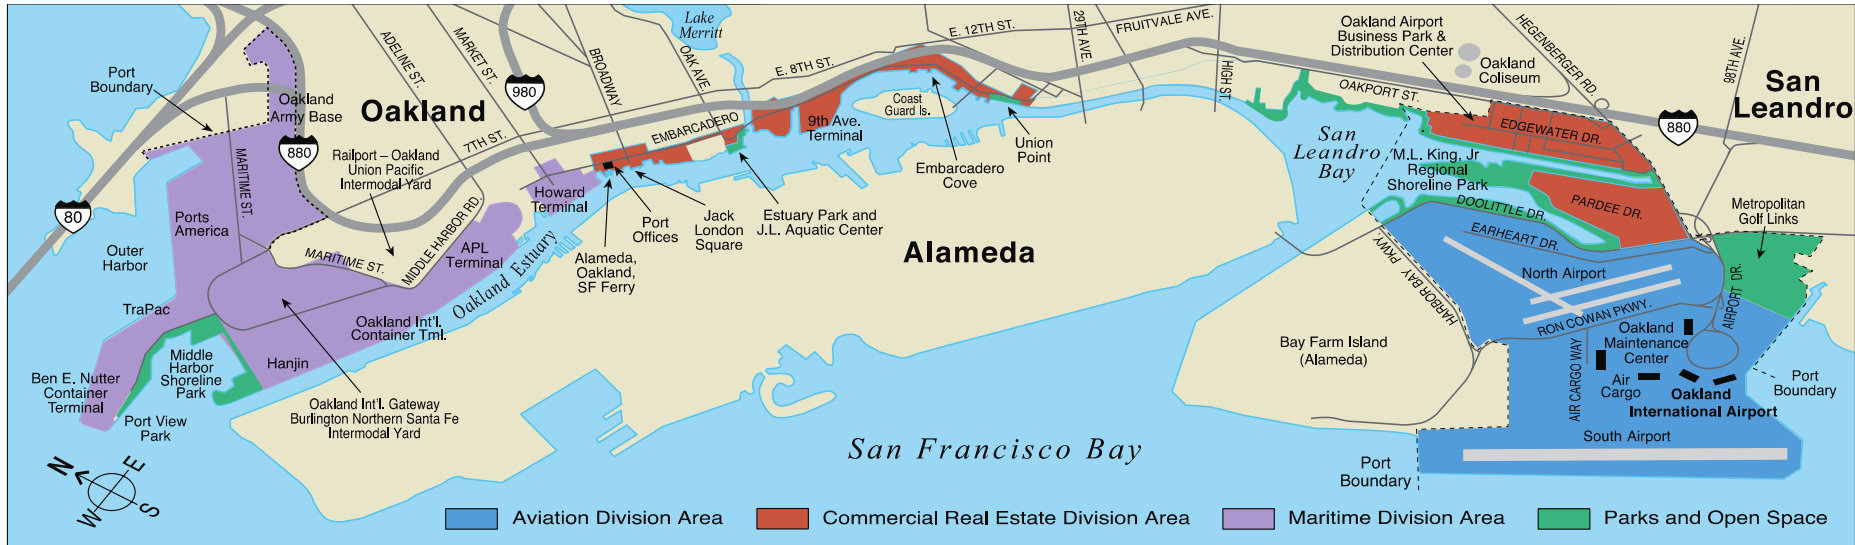 Port
Boundary
Oakland
Army Base
Oakland
ADELINE ST.
MARKET ST.
980
BROADWAY
Lake
Merritt
OAK AVE.
E. 8TH ST.
E. 12TH ST.
29TH AVE.
FRUITVALE AVE.
HIGH ST.
Oakland Airport
Business Park &
Distribution Center
Oakland
Coliseum
HEGENBERGER RD.
98TH AVE.
San
Leandro
880
OAKPORT ST.
EDGEWATER DR.
880
7TH ST.
EMBARCADERO
9th Ave.
Terminal
Coast
Guard Is.
Embarcadero
Cove
Union
Point
San
Leandro
Bay
M.L. King, Jr
Regional
Shoreline Park
PARDEE DR.
DOOLITTLE DR.
EARHEART DR.
Metropolitan
Golf Links
Railport – Oakland
Union Pacific
Intermodal Yard
MARITIME ST.
80
Ports
America
Outer
Harbor
MARITIME ST.
MIDDLE HARBOR RD.
APL
Terminal
Howard
Terminal
Oakland Estuary
Alameda,
Oakland,
SF Ferry
Port
Offices
Jack
London
Square
Estuary Park and
J.L. Aquatic Center
Alameda
HARBOR BAY PKWY.
North Airport
RON COWAN PKWY.
AIRPORT DR.
TraPac
Oakland Int'l.
Container Tml.
Hanjin
Middle
Harbor
Shoreline
Park
Ben E. Nutter
Container
Terminal
Port View
Park
Oakland Int'l. Gateway
Burlington Northern Santa Fe
Intermodal Yard
Bay Farm Island
(Alameda)
AIR CARGO WAY
Oakland
Maintenance
Center
Air
Cargo
Oakland
International Airport
Port
Boundary
South Airport
Port
Boundary
San Francisco Bay
N
E
W
S
Aviation Division Area
Commercial Real Estate Division Area
Maritime Division Area
Parks and Open Space